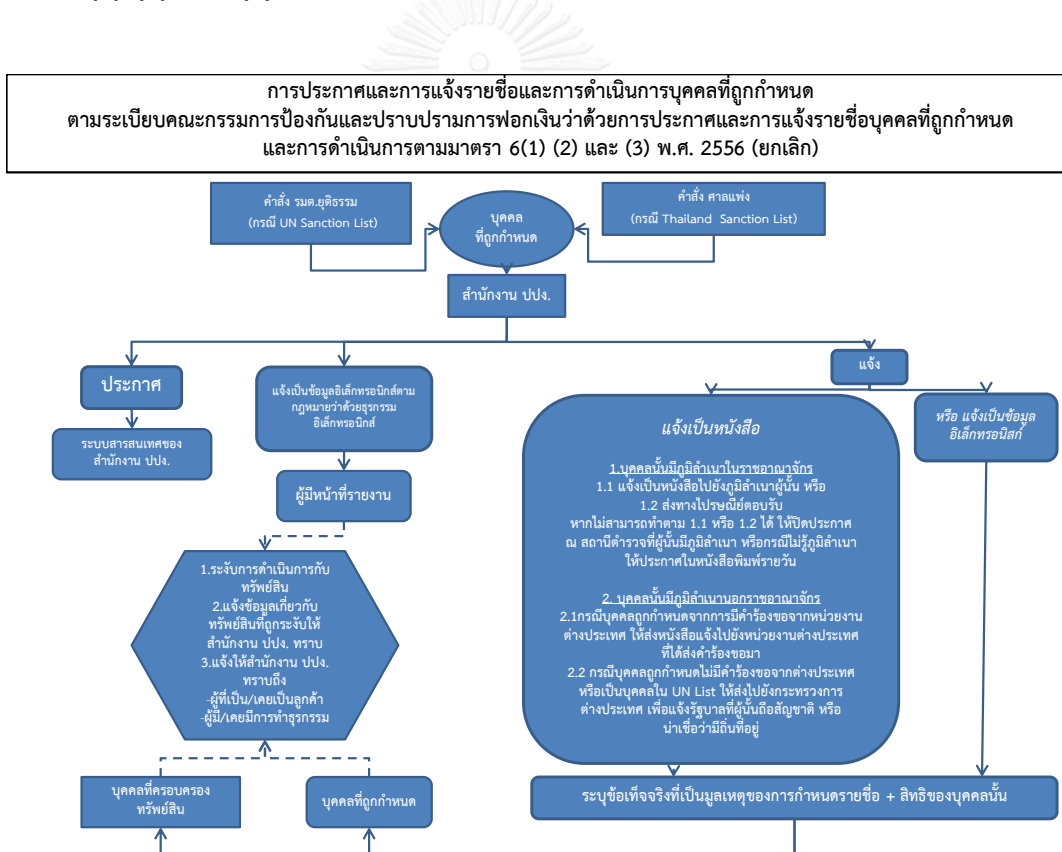 การประกาศและการแจ้งรายชื่อและการดำเนินการบุคคลที่ถูกกำหนด
ตามระเบียบคณะกรรมการป้องกันและปราบปรามการฟอกเงินว่าด้วยการประกาศและการแจ้งรายชื่อบุคคลที่ถูกกำหนด
และการดำเนินการตามมาตรา 6(1) (2) และ (3) พ.ศ. 2556 (ยกเลิก)
คำสั่ง รมต.ยุติธรรม
(กรณี UN Sanction List)
บุคคล
ที่ถูกกำหนด
คำสั่ง ศาลแพ่ง
(กรณี Thailand Sanction List)
สำนักงาน ปปง.
ประกาศ
ระบบสารสนเทศของ
สำนักงาน ปปง.
แจ้งเป็นข้อมูลอิเล็กทรอนิกส์ตาม
กฎหมายว่าด้วยธุรกรรม
อิเล็กทรอนิกส์
ผู้มีหน้าที่รายงาน
1.ระงับการดำเนินการกับ
ทรัพย์สิน
2.แจ้งข้อมูลเกี่ยวกับ
ทรัพย์สินที่ถูกระงับให้
สำนักงาน ปปง. ทราบ
3.แจ้งให้สำนักงาน ปปง.
ทราบถึง
-ผู้ที่เป็น/เคยเป็นลูกค้า
-ผู้มี/เคยมีการทำธุรกรรม
บุคคลที่ครอบครอง
ทรัพย์สิน
บุคคลที่ถูกกำหนด
แจ้ง
แจ้งเป็นหนังสือ
1.บุคคลนั้นมีภูมิลำเนาในราชอาณาจักร
1.1 แจ้งเป็นหนังสือไปยังภูมิลำเนาผู้นั้น หรือ
1.2 ส่งทางไปรษณีย์ตอบรับ
หากไม่สามารถทำตาม 1.1 หรือ 1.2 ได้ ให้ปิดประกาศ
ณ สถานีตำรวจที่ผู้นั้นมีภูมิลำเนา หรือกรณีไม่รู้ภูมิลำเนา
ให้ประกาศในหนังสือพิมพ์รายวัน
2. บุคคลนั้นมีภูมิลำเนานอกราชอาณาจักร
2.1กรณีบุคคลถูกกำหนดจากการมีคำร้องขอจากหน่วยงาน
ต่างประเทศ ให้ส่งหนังสือแจ้งไปยังหน่วยงานต่างประเทศ
ที่ได้ส่งคำร้องขอมา
2.2 กรณีบุคคลถูกกำหนดไม่มีคำร้องขอจากต่างประเทศ
หรือเป็นบุคคลใน UN List ให้ส่งไปยังกระทรวงการ
ต่างประเทศ เพื่อแจ้งรัฐบาลที่ผู้นั้นถือสัญชาติ หรือ
น่าเชื่อว่ามีถิ่นที่อยู่
หรือ แจ้งเป็นข้อมูล
อิเล็กทรอนิสก์
ระบุข้อเท็จจริงที่เป็นมูลเหตุของการกำหนดรายชื่อ + สิทธิของบุคคลนั้น